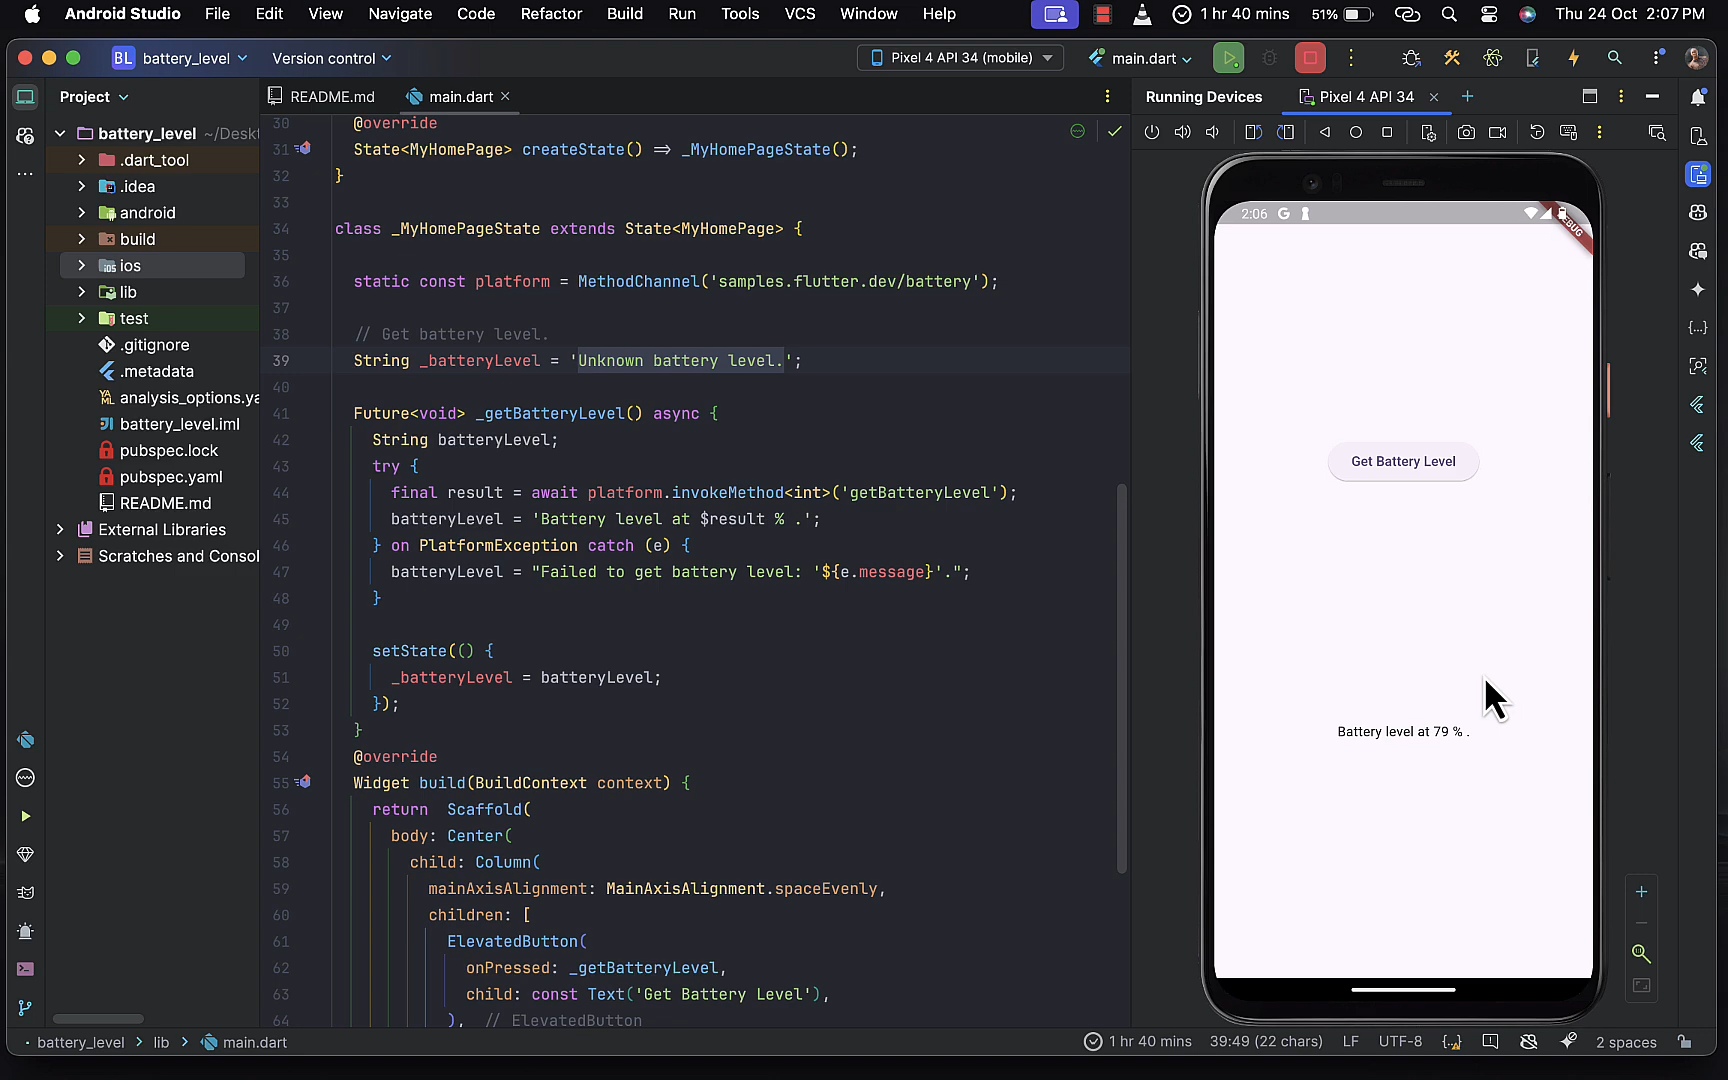 Android Studio File Edit View Navigate Code Refactor Build Run Tools VCS Window Help 1 hr 40 mins 51% Thu 24 Oct 2:07 PM
BL battery_level Version control Pixel 4 API 34 (mobile) main.dart
Project
README.md main.dart
Running Devices Pixel 4 API 34
battery_level ~/Deskt
.dart_tool
.idea
android
build
ios
lib
test
.gitignore
.metadata
analysis_options.ya
battery_level.iml
pubspec.lock
pubspec.yaml
README.md
External Libraries
Scratches and Consol
30 @override
31 State<MyHomePage> createState() => _MyHomePageState();
32 }
33
34 class _MyHomePageState extends State<MyHomePage> {
35
36 static const platform = MethodChannel('samples.flutter.dev/battery');
37
38 // Get battery level.
39 String _batteryLevel = 'Unknown battery level.';
40
41 Future<void> _getBatteryLevel() async {
42 String batteryLevel;
43 try {
44 final result = await platform.invokeMethod<int>('getBatteryLevel');
45 batteryLevel = 'Battery level at $result % .';
46 } on PlatformException catch (e) {
47 batteryLevel = "Failed to get battery level: '${e.message}'.";
48 }
49
50 setState(() {
51 _batteryLevel = batteryLevel;
52 });
53 }
54 @override
55 Widget build(BuildContext context) {
56 return Scaffold(
57 body: Center(
58 child: Column(
59 mainAxisAlignment: MainAxisAlignment.spaceEvenly,
60 children: [
61 ElevatedButton(
62 onPressed: _getBatteryLevel,
63 child: const Text('Get Battery Level'),
64 ), // ElevatedButton
2:06 G
Get Battery Level
Battery level at 79 % .
battery_level > lib > main.dart
1 hr 40 mins 39:49 (22 chars) LF UTF-8 2 spaces